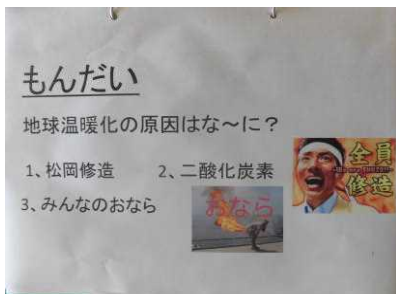 もんだい
地球温暖化の原因はな～に？
1、松岡修造　2、二酸化炭素
全員
修造
3、みんなのおなら
おなら